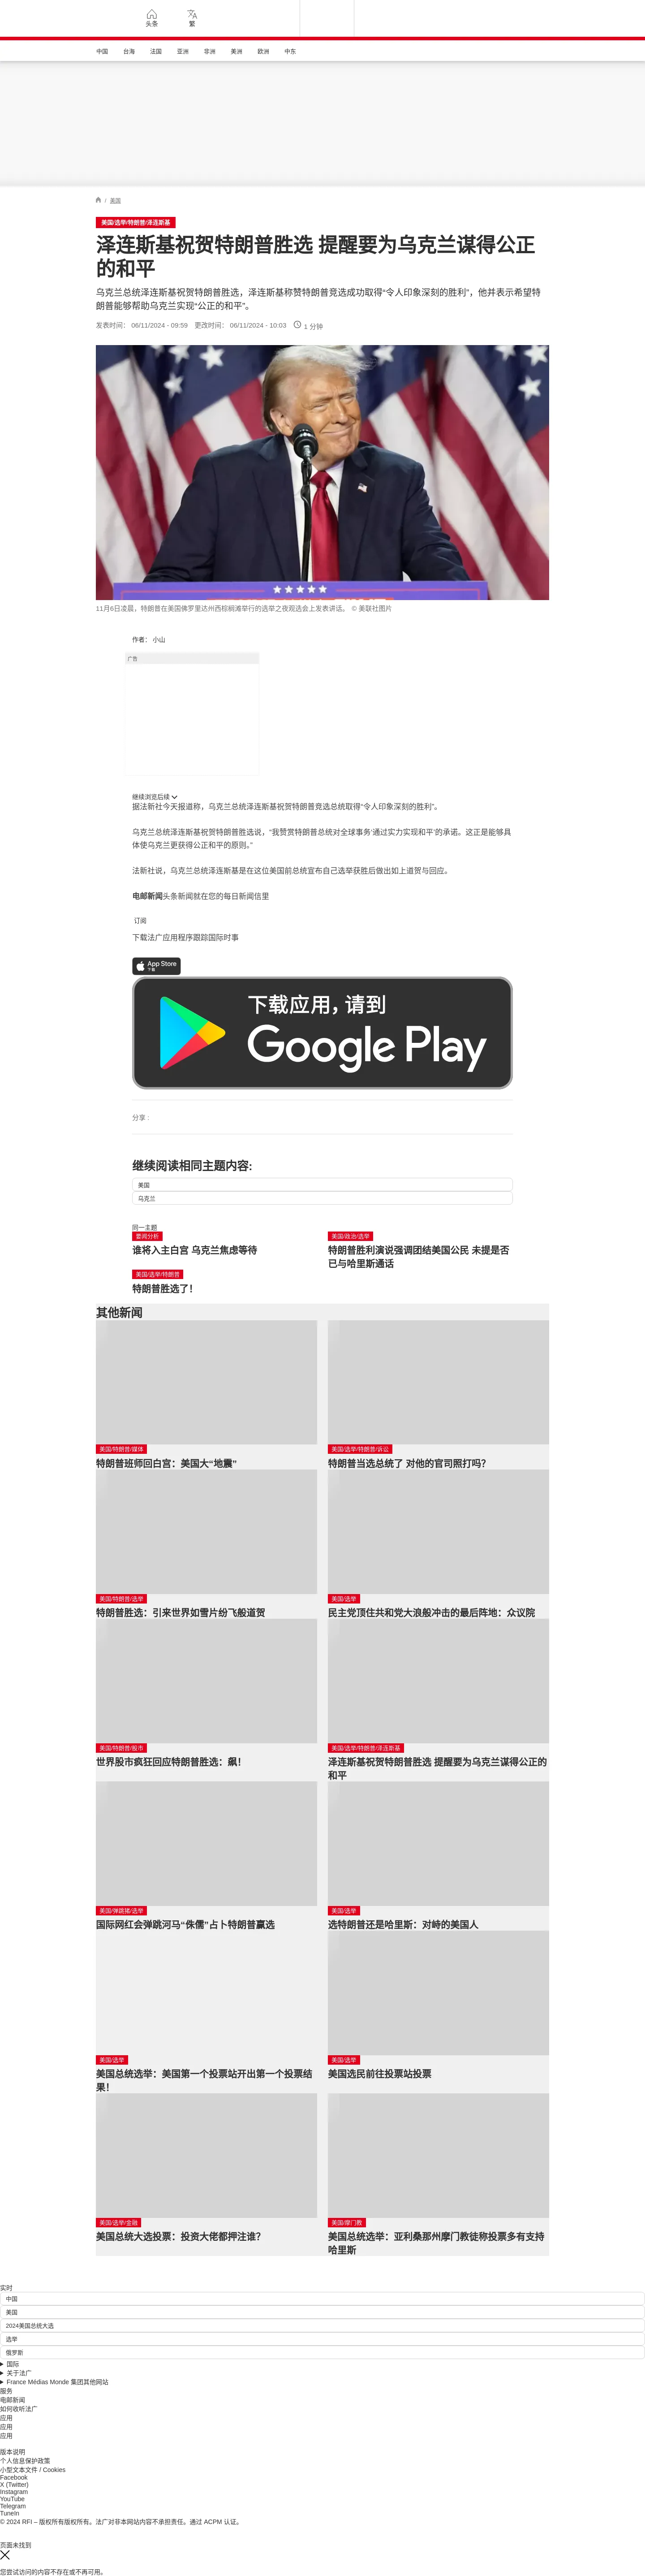 头条
繁
中国
台海
法国
亚洲
非洲
美洲
欧洲
中东
/ 美国
美国/选举/特朗普/泽连斯基
泽连斯基祝贺特朗普胜选 提醒要为乌克兰谋得公正
的和平
乌克兰总统泽连斯基祝贺特朗普胜选，泽连斯基称赞特朗普竞选成功取得“令人印象深刻的胜利”，他并表示希望特
朗普能够帮助乌克兰实现“公正的和平”。
发表时间： 06/11/2024 - 09:59 更改时间： 06/11/2024 - 10:03 1 分钟
11月6日凌晨，特朗普在美国佛罗里达州西棕榈滩举行的选举之夜观选会上发表讲话。 © 美联社图片
作者： 小山
广告
继续浏览后续
据法新社今天报道称，乌克兰总统泽连斯基祝贺特朗普竞选总统取得“令人印象深刻的胜利”。
乌克兰总统泽连斯基祝贺特朗普胜选说，“我赞赏特朗普总统对全球事务‘通过实力实现和平’的承诺。这正是能够具
体使乌克兰更获得公正和平的原则。”
法新社说，乌克兰总统泽连斯基是在这位美国前总统宣布自己选举获胜后做出如上道贺与回应。
电邮新闻头条新闻就在您的每日新闻信里
订阅
下载法广应用程序跟踪国际时事
App Store
下载
下载应用，请到
Google Play
分享 :
继续阅读相同主题内容:
美国
乌克兰
同一主题
要闻分析
谁将入主白宫 乌克兰焦虑等待
美国/政治/选举
特朗普胜利演说强调团结美国公民 未提是否
已与哈里斯通话
美国/选举/特朗普
特朗普胜选了！
其他新闻
美国/特朗普/媒体
特朗普班师回白宫：美国大“地震”
美国/选举/特朗普/诉讼
特朗普当选总统了 对他的官司照打吗？
美国/特朗普/选举
特朗普胜选：引来世界如雪片纷飞般道贺
美国/选举
民主党顶住共和党大浪般冲击的最后阵地：众议院
美国/特朗普/股市
世界股市疯狂回应特朗普胜选：飙！
美国/选举/特朗普/泽连斯基
泽连斯基祝贺特朗普胜选 提醒要为乌克兰谋得公正的
和平
美国/弹跳猪/选举
国际网红会弹跳河马“侏儒”占卜特朗普赢选
美国/选举
选特朗普还是哈里斯：对峙的美国人
美国/选举
美国总统选举：美国第一个投票站开出第一个投票结
果！
美国/选举
美国选民前往投票站投票
美国/选举/金融
美国总统大选投票：投资大佬都押注谁？
美国/摩门教
美国总统选举：亚利桑那州摩门教徒称投票多有支持
哈里斯
实时
中国
美国
2024美国总统大选
选举
俄罗斯
国际
关于法广
France Médias Monde 集团其他网站
服务
电邮新闻
如何收听法广
应用
应用
应用
版本说明
个人信息保护政策
小型文本文件 / Cookies
Facebook
X (Twitter)
Instagram
YouTube
Telegram
TuneIn
© 2024 RFI – 版权所有版权所有。法广对非本网站内容不承担责任。通过 ACPM 认证。
页面未找到
您尝试访问的内容不存在或不再可用。